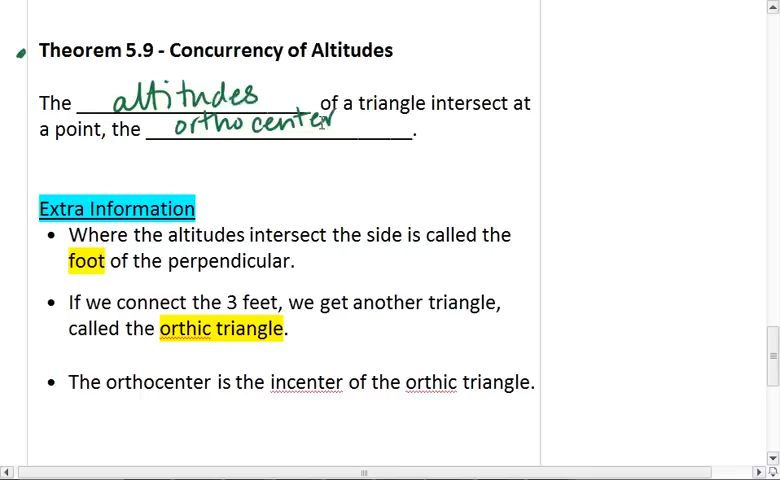 Theorem 5.9 - Concurrency of Altitudes
The altitudes of a triangle intersect at
a point, the orthocenter.
Extra Information
• Where the altitudes intersect the side is called the
foot of the perpendicular.
• If we connect the 3 feet, we get another triangle,
called the orthic triangle.
• The orthocenter is the incenter of the orthic triangle.